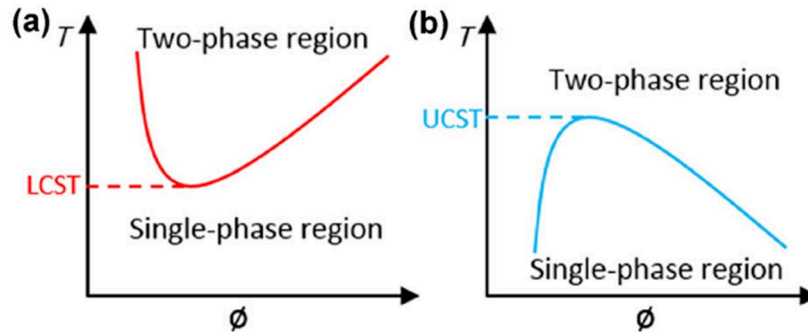 (a)
T
Two-phase region
LCST
Single-phase region
Ø
(b)
T
Two-phase region
UCST
Single-phase region
Ø